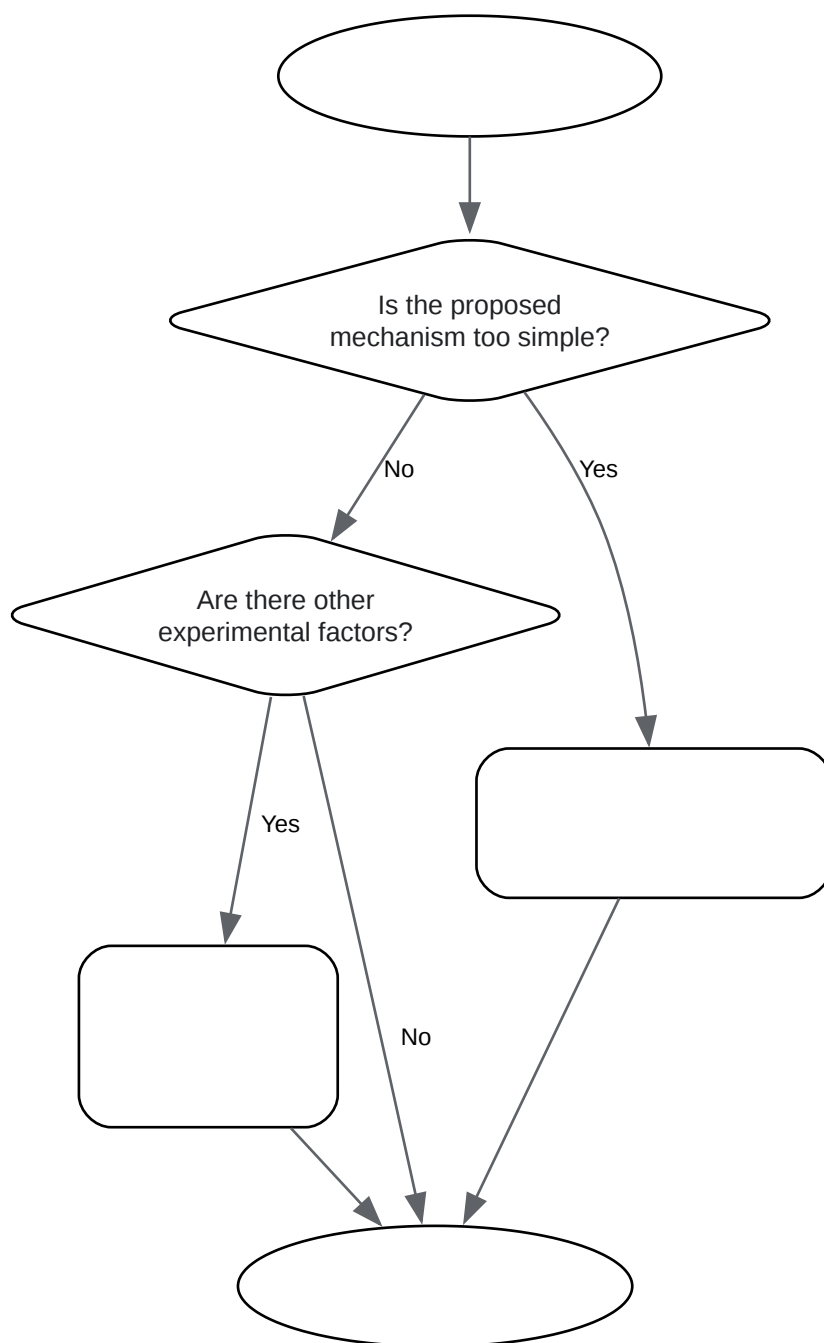 Is the proposed
mechanism too simple?
No
Yes
Are there other
experimental factors?
Yes
No